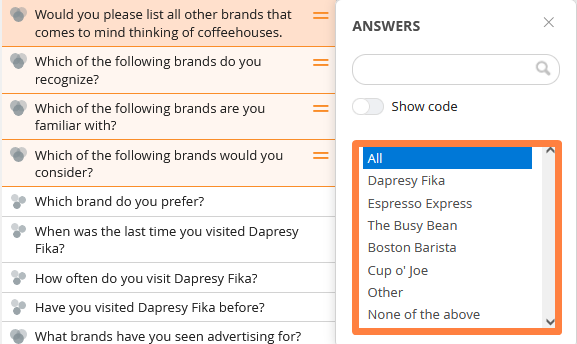 Would you please list all other brands that
comes to mind thinking of coffeehouses.
Which of the following brands do you
recognize?
Which of the following brands are you
familiar with?
Which of the following brands would you
consider?
Which brand do you prefer?
When was the last time you visited Dapresy
Fika?
How often do you visit Dapresy Fika?
Have you visited Dapresy Fika before?
What brands have you seen advertising for?
ANSWERS
Show code
All
Dapresy Fika
Espresso Express
The Busy Bean
Boston Barista
Cup o' Joe
Other
None of the above